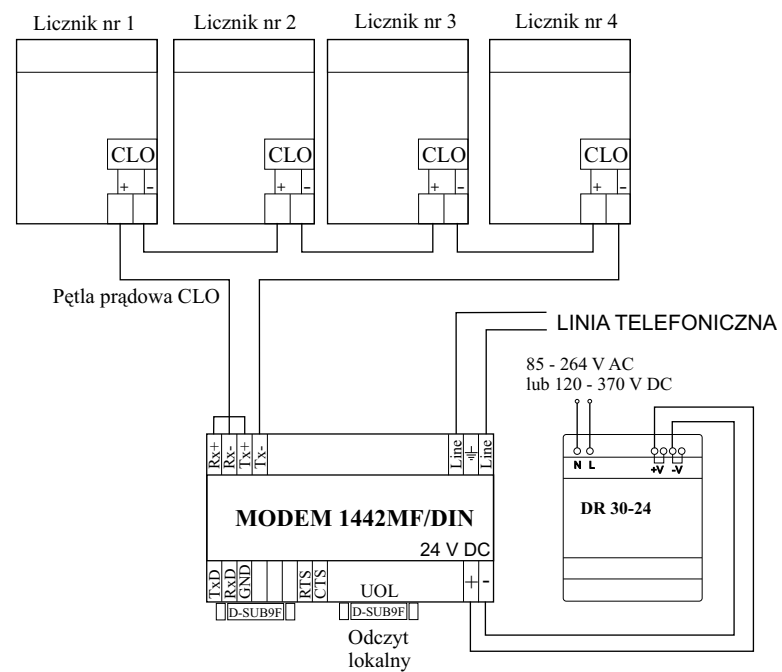 Licznik nr 1
Licznik nr 2
Licznik nr 3
Licznik nr 4
CLO
CLO
CLO
CLO
+ -
+ -
+ -
+ -
Pętla prądowa CLO
LINIA TELEFONICZNA
85 - 264 V AC
lub 120 - 370 V DC
Rx+
Rx-
Tx+
Tx-
Line
Line
N L
+V -V
MODEM 1442MF/DIN
DR 30-24
24 V DC
TxD
RxD
GND
RTS
CTS
UOL
+ -
D-SUB9F
D-SUB9F
Odczyt
lokalny